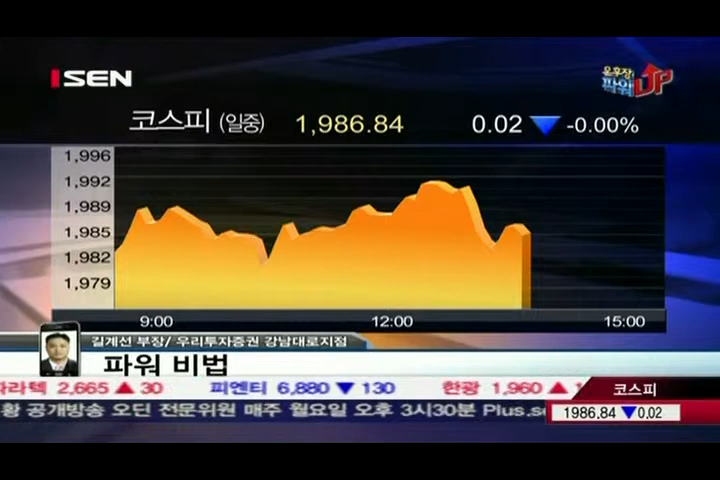 SEN
오후장! 파워 UP
코스피 (일중) 1,986.84 0.02 ▼ -0.00%
1,996
1,992
1,989
1,985
1,982
1,979
9:00 12:00 15:00
길계선 부장/ 우리투자증권 강남대로지점
파워 비법
라텍 2,665 ▲ 30 피엔티 6,880 ▼ 130 한광 1,960 ▲ 1
코스피
황 공개방송 오딘 전문위원 매주 월요일 오후 3시30분 Plus.se
1986.84 ▼0.02